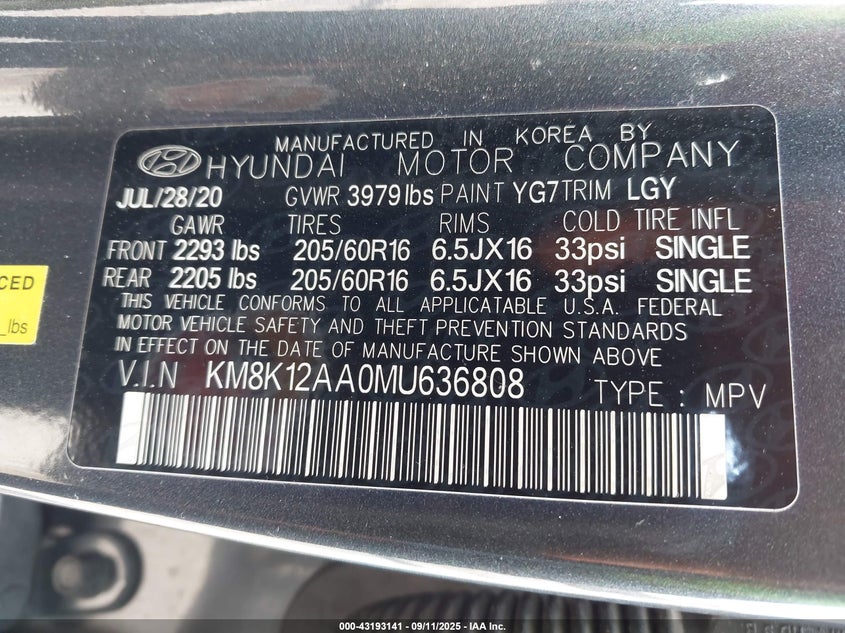 MANUFACTURED IN KOREA BY
HYUNDAI MOTOR COMPANY
JUL/28/20 GVWR 3979lbs PAINT YG7 TRIM LGY
GAWR TIRES RIMS COLD TIRE INFL
FRONT 2293 lbs 205/60R16 6.5JX16 33psi SINGLE
REAR 2205 lbs 205/60R16 6.5JX16 33psi SINGLE
THIS VEHICLE CONFORMS TO ALL APPLICATABLE U.S.A. FEDERAL
MOTOR VEHICLE SAFETY AND THEFT PREVENTION STANDARDS
IN EFFECT ON THE DATE OF MANUFACTURE SHOWN ABOVE
V.I.N KM8K12AA0MU636808 TYPE : MPV
CED
_lbs
000-43193141 - 09/11/2025 - IAA Inc.